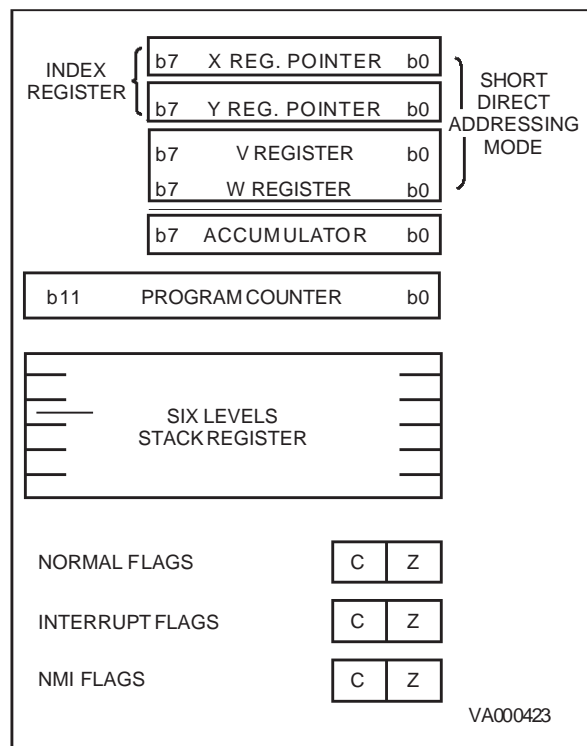 INDEX
REGISTER
b7 X REG. POINTER b0
b7 Y REG. POINTER b0
b7 V REGISTER b0
b7 W REGISTER b0
SHORT
DIRECT
ADDRESSING
MODE
b7 ACCUMULATOR b0
b11 PROGRAM COUNTER b0
SIX LEVELS
STACK REGISTER
NORMAL FLAGS C Z
INTERRUPT FLAGS C Z
NMI FLAGS C Z
VA000423